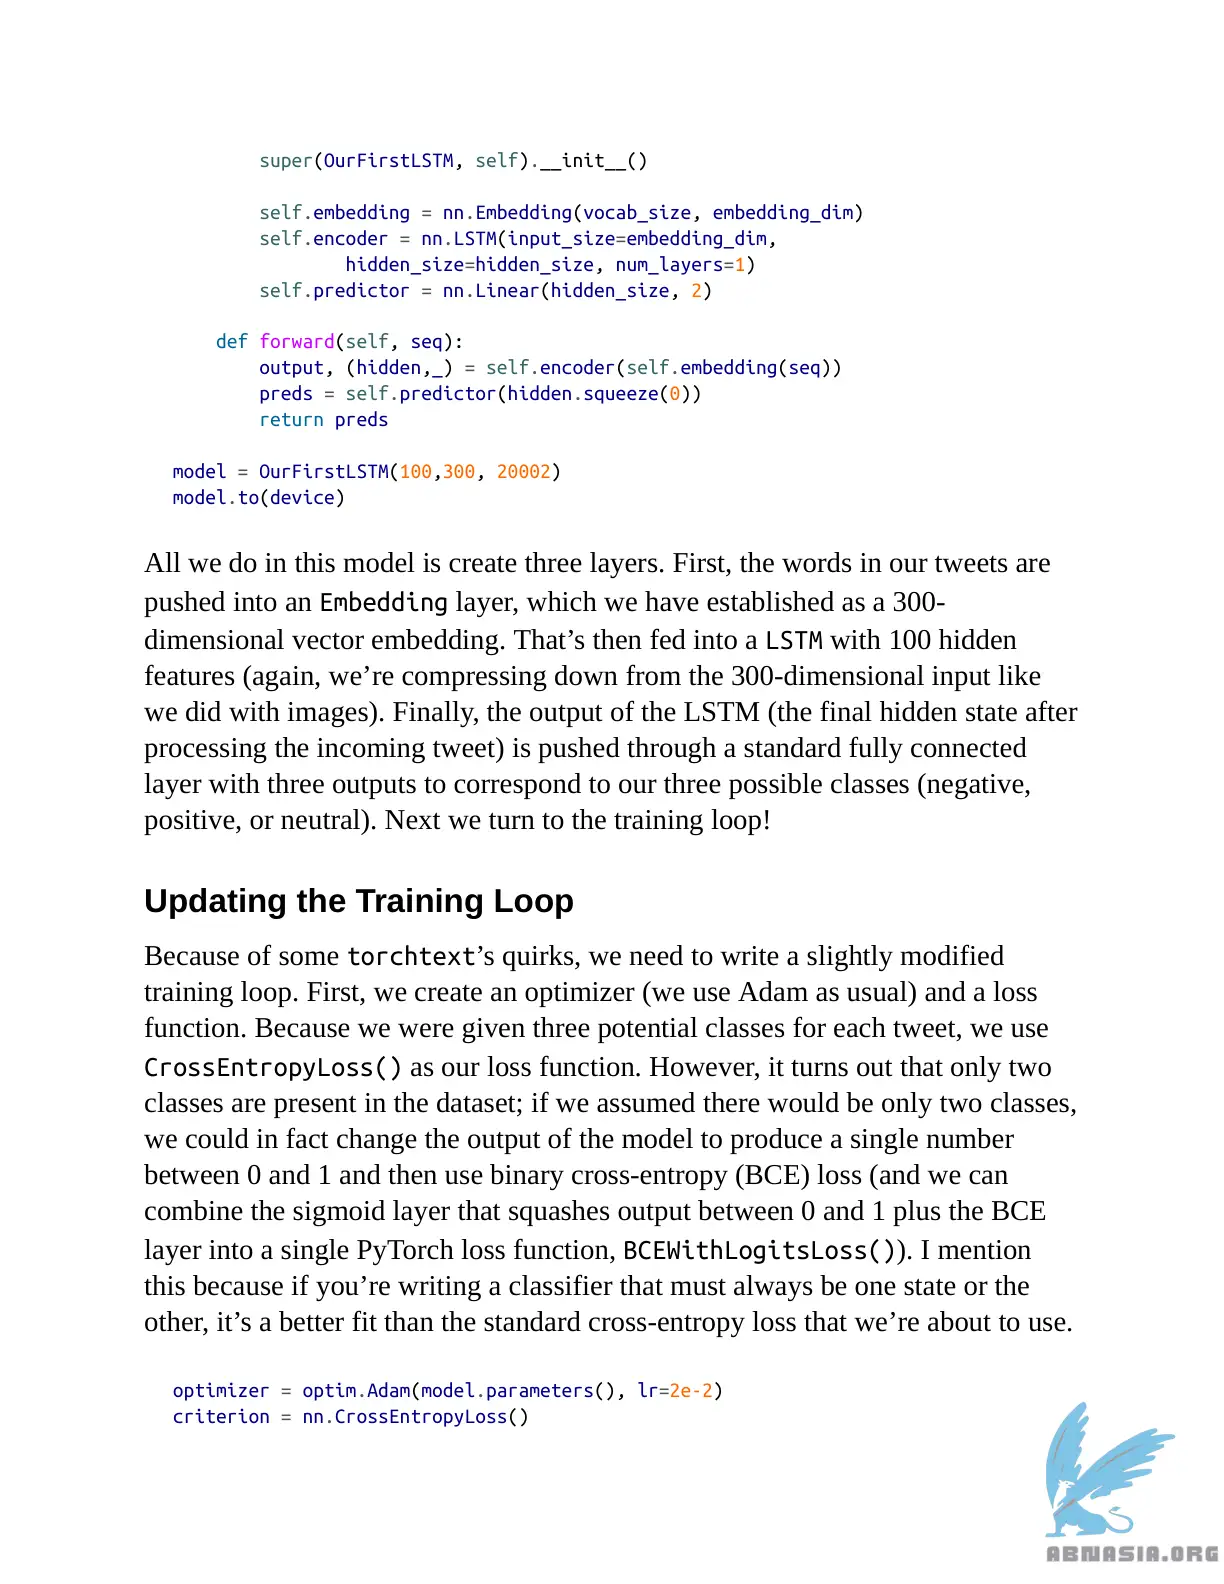 super(OurFirstLSTM, self).__init__()
self.embedding = nn.Embedding(vocab_size, embedding_dim)
self.encoder = nn.LSTM(input_size=embedding_dim,
hidden_size=hidden_size, num_layers=1)
self.predictor = nn.Linear(hidden_size, 2)
def forward(self, seq):
output, (hidden,_) = self.encoder(self.embedding(seq))
preds = self.predictor(hidden.squeeze(0))
return preds
model = OurFirstLSTM(100,300, 20002)
model.to(device)
All we do in this model is create three layers. First, the words in our tweets are
pushed into an Embedding layer, which we have established as a 300-
dimensional vector embedding. That’s then fed into a LSTM with 100 hidden
features (again, we’re compressing down from the 300-dimensional input like
we did with images). Finally, the output of the LSTM (the final hidden state after
processing the incoming tweet) is pushed through a standard fully connected
layer with three outputs to correspond to our three possible classes (negative,
positive, or neutral). Next we turn to the training loop!
Updating the Training Loop
Because of some torchtext’s quirks, we need to write a slightly modified
training loop. First, we create an optimizer (we use Adam as usual) and a loss
function. Because we were given three potential classes for each tweet, we use
CrossEntropyLoss() as our loss function. However, it turns out that only two
classes are present in the dataset; if we assumed there would be only two classes,
we could in fact change the output of the model to produce a single number
between 0 and 1 and then use binary cross-entropy (BCE) loss (and we can
combine the sigmoid layer that squashes output between 0 and 1 plus the BCE
layer into a single PyTorch loss function, BCEWithLogitsLoss()). I mention
this because if you’re writing a classifier that must always be one state or the
other, it’s a better fit than the standard cross-entropy loss that we’re about to use.
optimizer = optim.Adam(model.parameters(), lr=2e-2)
criterion = nn.CrossEntropyLoss()
ABNASIA.ORG